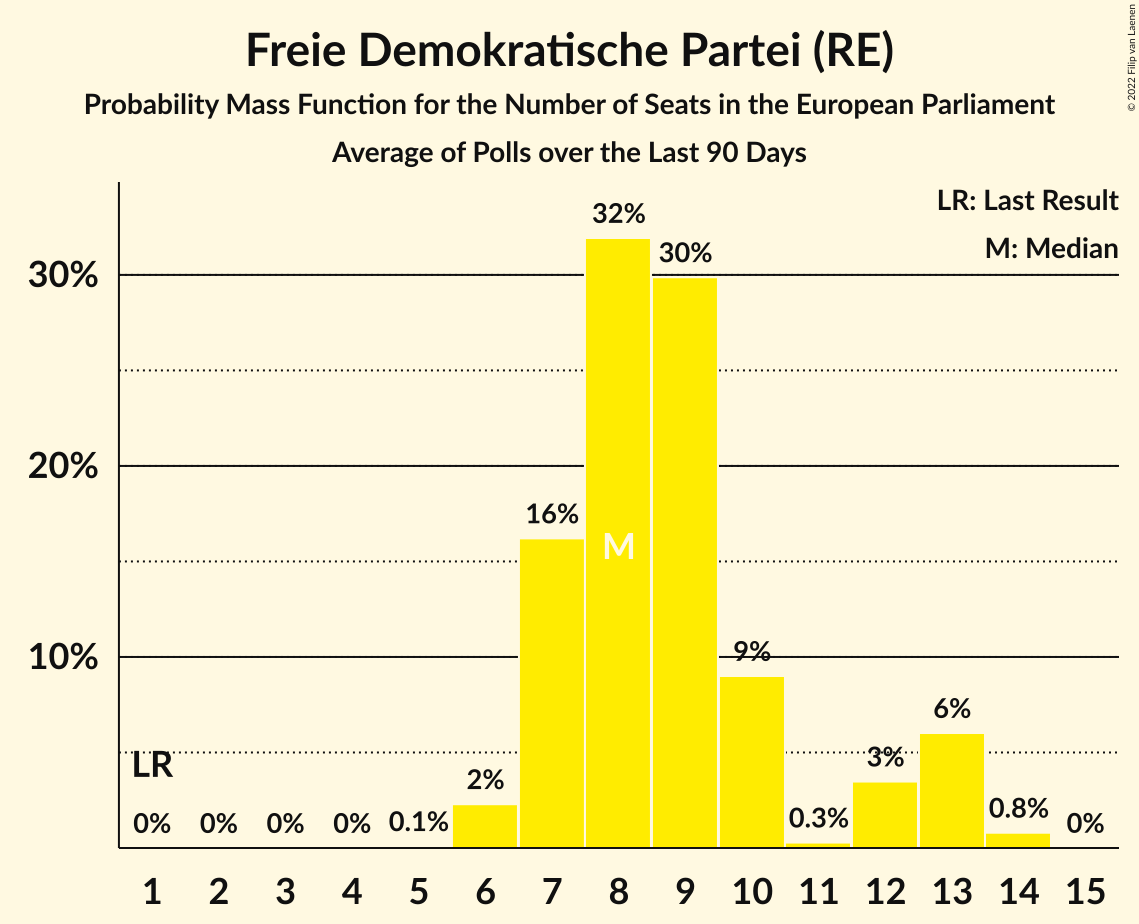 Freie Demokratische Partei (RE)
Probability Mass Function for the Number of Seats in the European Parliament
Average of Polls over the Last 90 Days
© 2022 Filip van Laenen
LR: Last Result
M: Median
30%
20%
10%
32%
30%
16%
M
9%
6%
3%
LR
2%
0% 0% 0% 0% 0.1% 0.3% 0.8% 0%
1 2 3 4 5 6 7 8 9 10 11 12 13 14 15